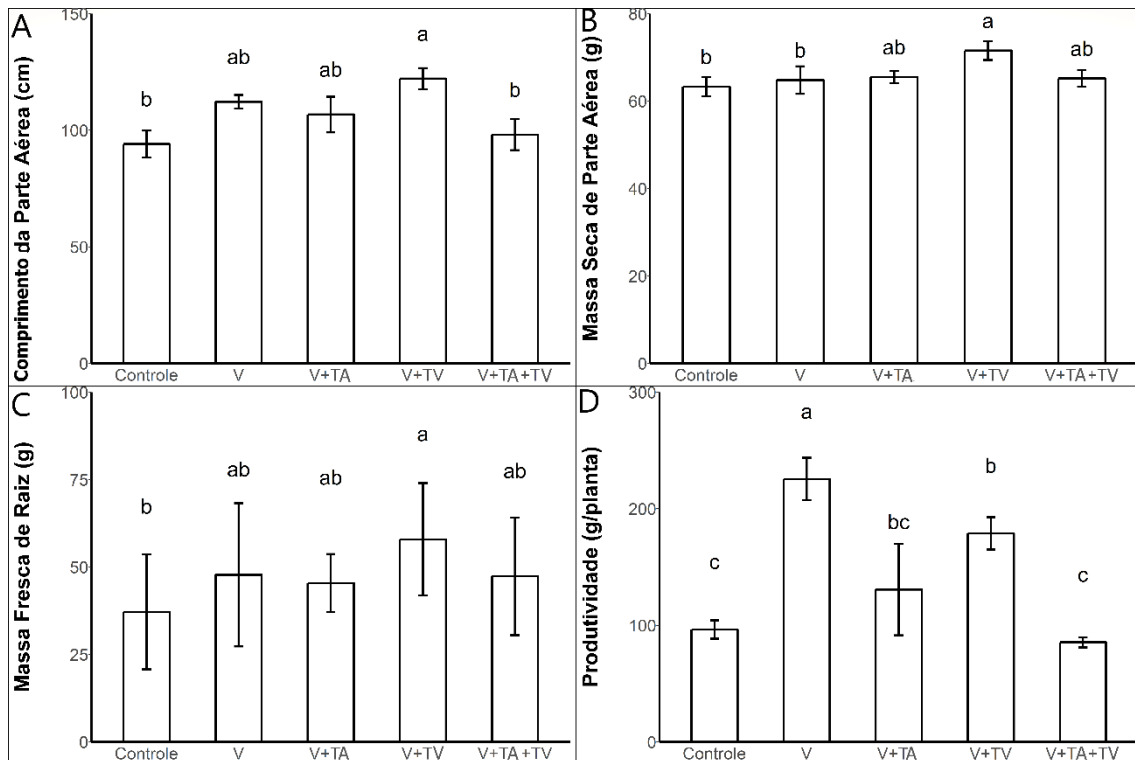 A
Comprimento da Parte Aérea (cm)
150
100
50
0
b
ab
ab
a
b
Controle
V
V+TA
V+TV
V+TA+TV
B
Massa Seca de Parte Aérea (g)
80
60
40
20
0
b
b
ab
a
ab
Controle
V
V+TA
V+TV
V+TA+TV
C
Massa Fresca de Raiz (g)
100
75
50
25
0
b
ab
ab
a
ab
Controle
V
V+TA
V+TV
V+TA+TV
D
Produtividade (g/planta)
300
200
100
0
c
a
bc
b
c
Controle
V
V+TA
V+TV
V+TA+TV